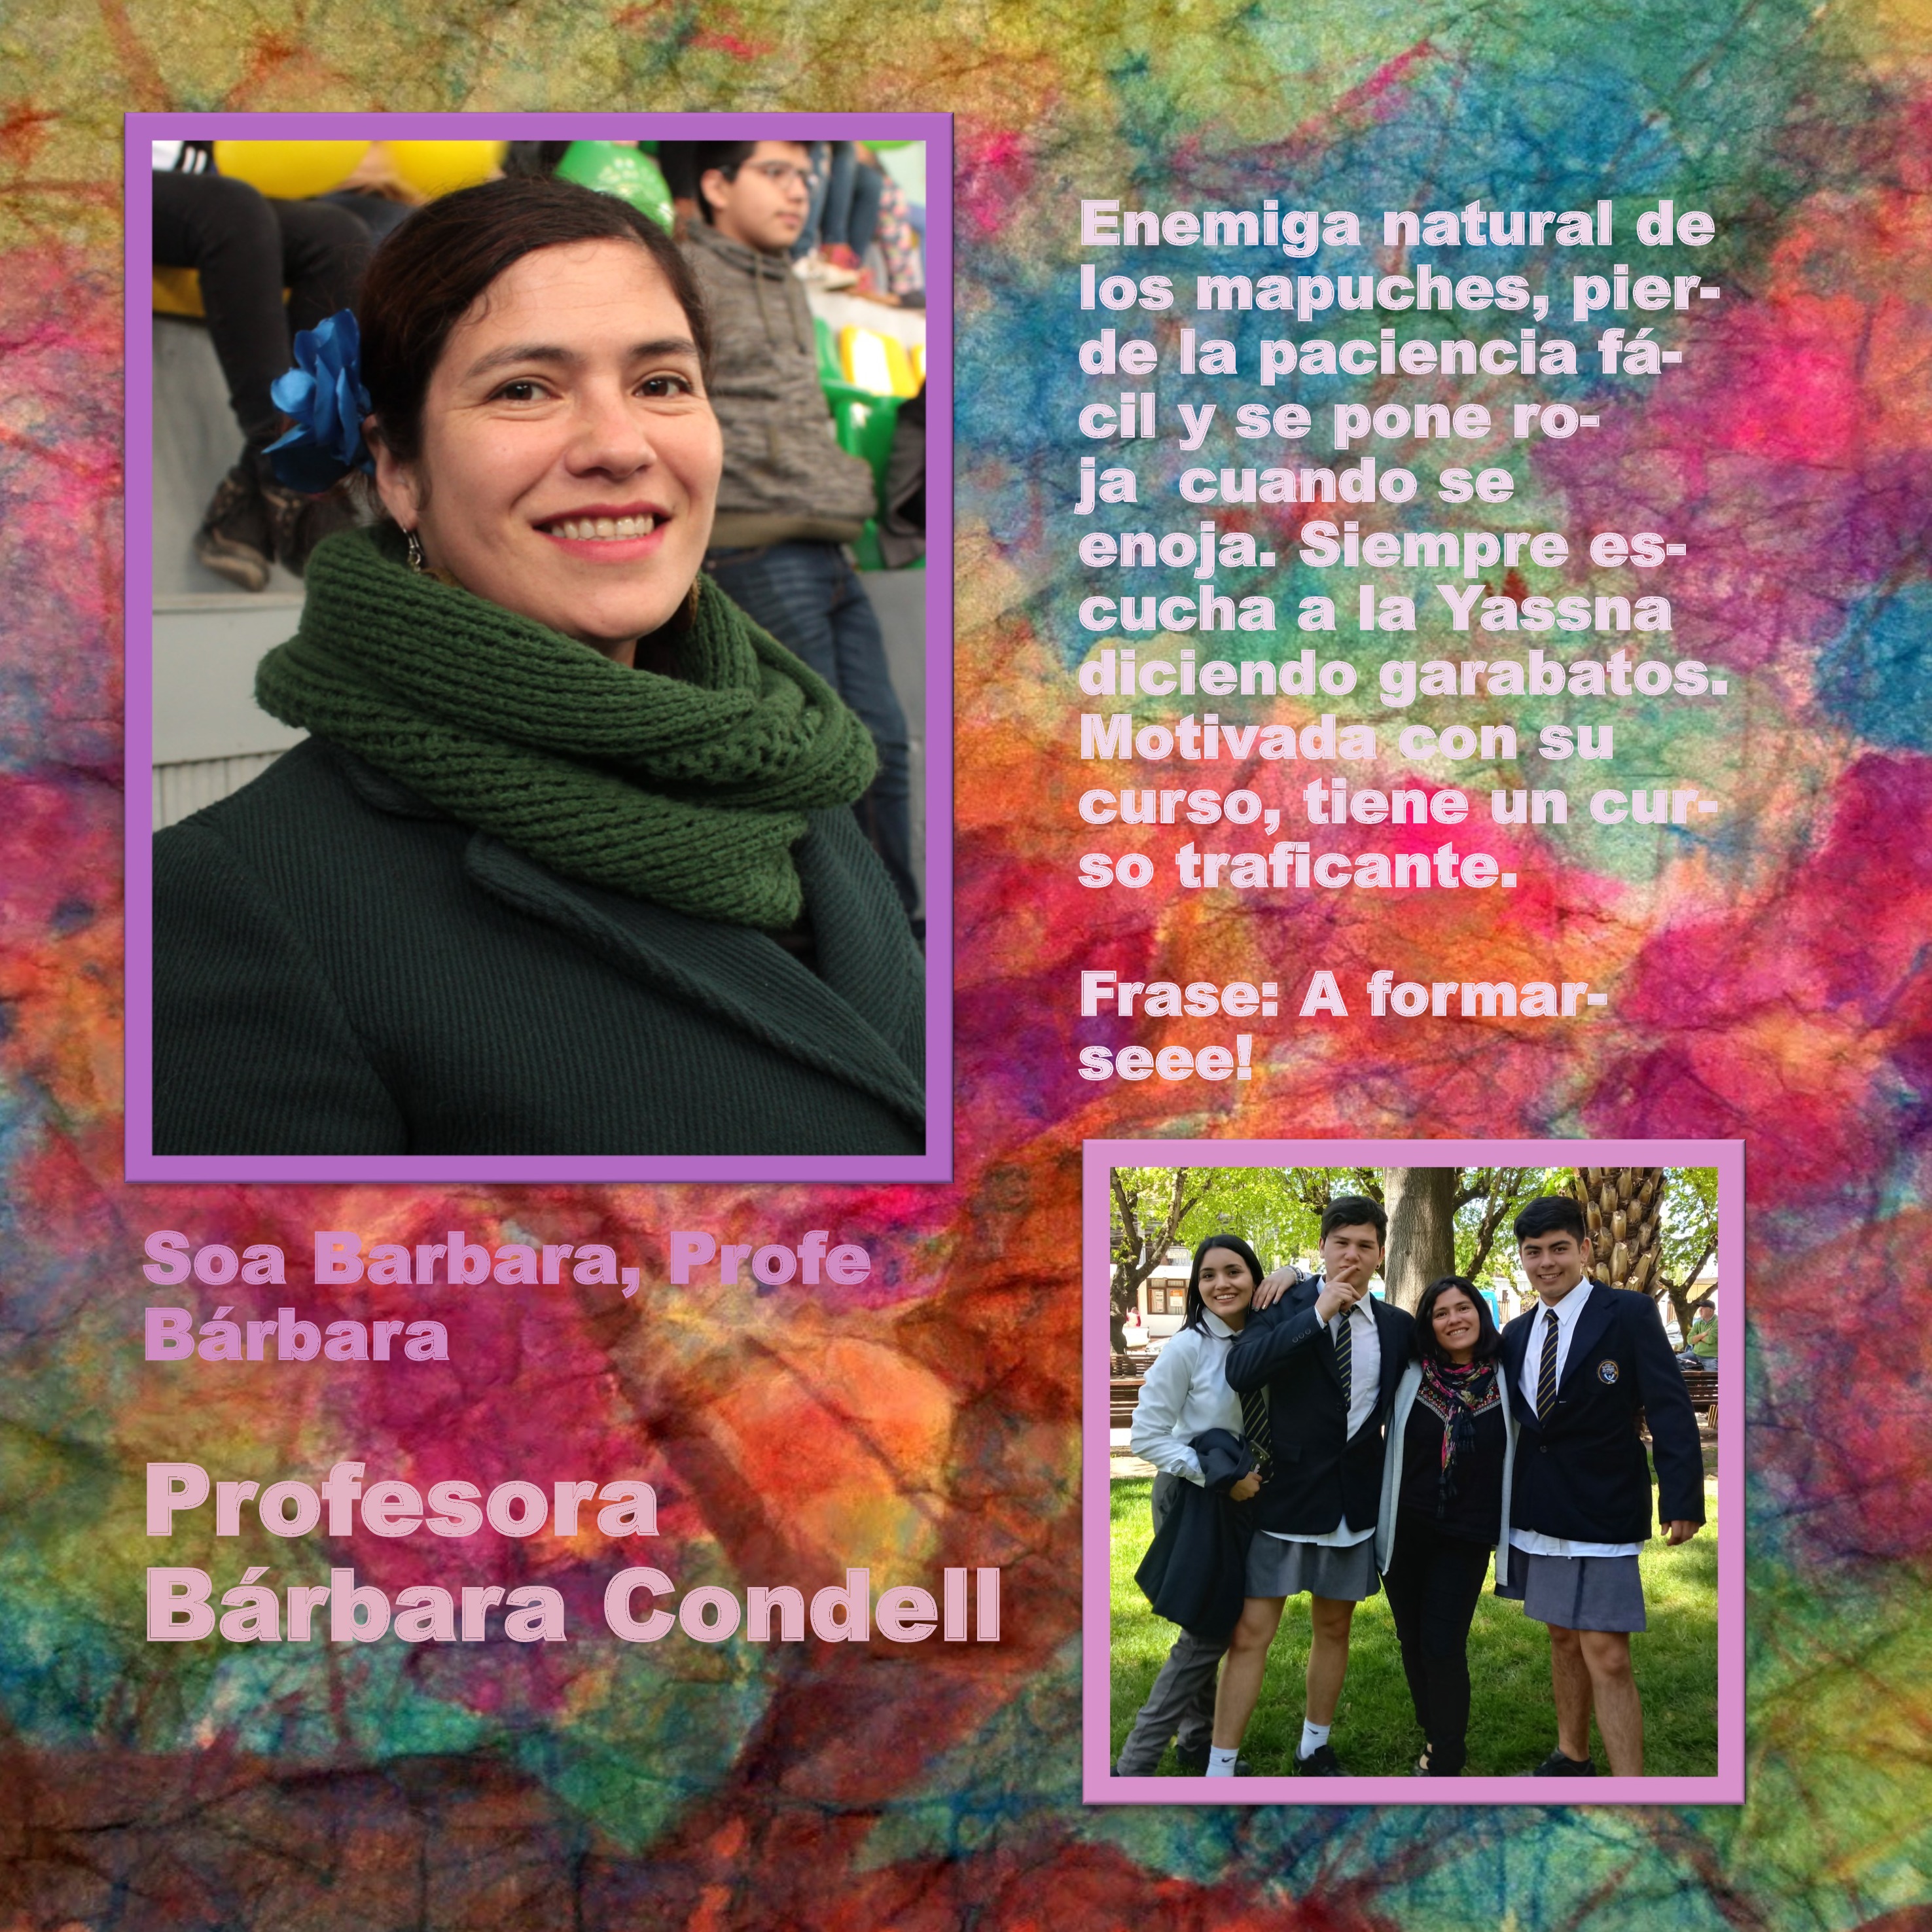 Enemiga natural de
los mapuches, pier-
de la paciencia fá-
cil y se pone ro-
ja  cuando se
enoja. Siempre es-
cucha a la Yassna
diciendo garabatos.
Motivada con su
curso, tiene un cur-
so traficante.
Frase: A formar-
seee!
Soa Barbara, Profe
Bárbara
Profesora
Bárbara Condell